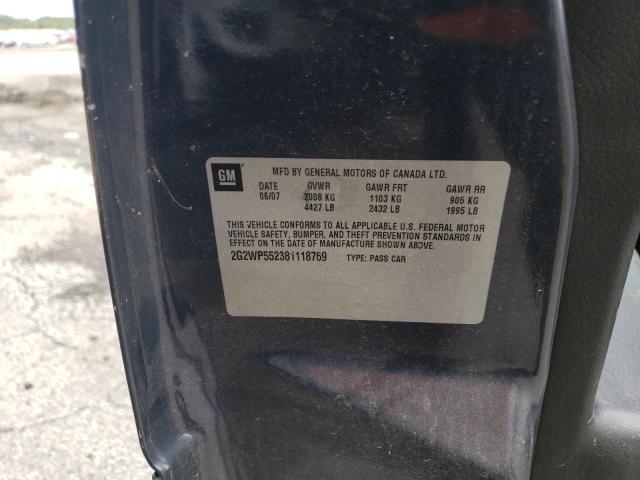 GM
MFD BY GENERAL MOTORS OF CANADA LTD.
DATE GVWR GAWR FRT GAWR RR
06/07 2008 KG 1103 KG 905 KG
4427 LB 2432 LB 1995 LB
THIS VEHICLE CONFORMS TO ALL APPLICABLE U.S. FEDERAL MOTOR
VEHICLE SAFETY, BUMPER, AND THEFT PREVENTION STANDARDS
IN EFFECT ON THE DATE OF MANUFACTURE SHOWN ABOVE.
2G2WP552381118769 TYPE: PASS CAR